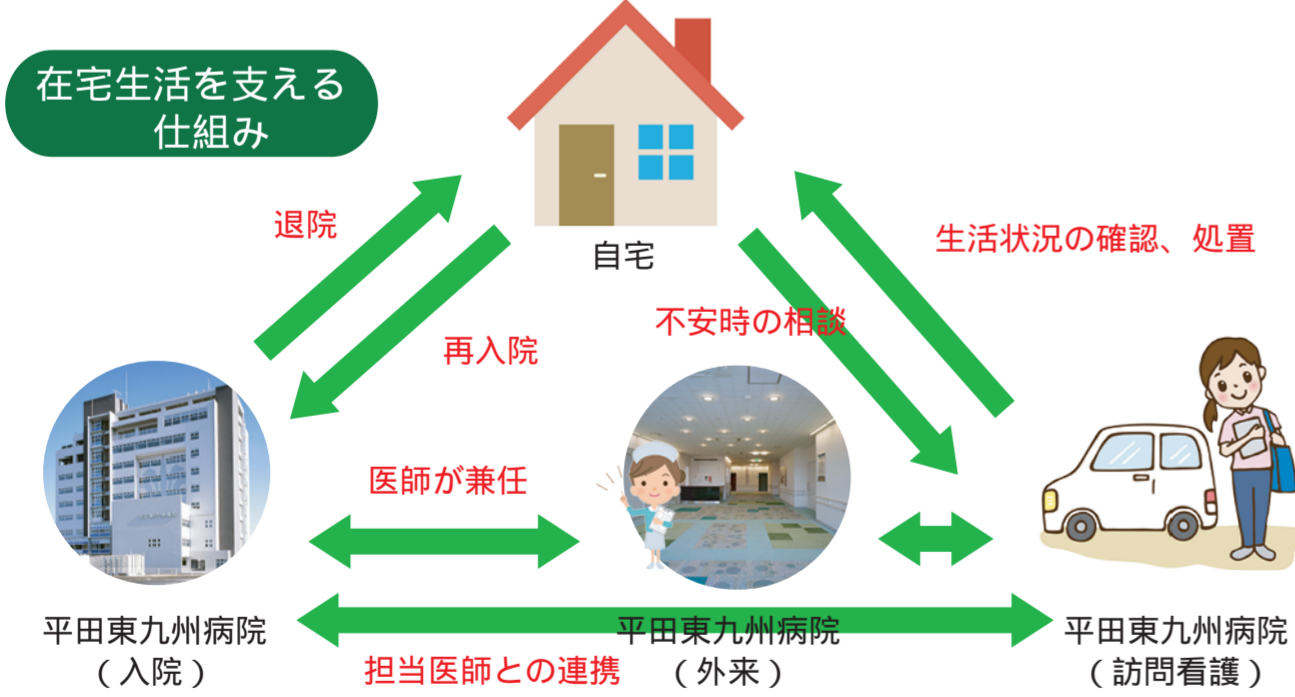 在宅生活を支える
仕組み
退院
自宅
生活状況の確認、処置
再入院
不安時の相談
医師が兼任
平田東九州病院
（入院）
担当医師との連携
平田東九州病院
（外来）
平田東九州病院
（訪問看護）